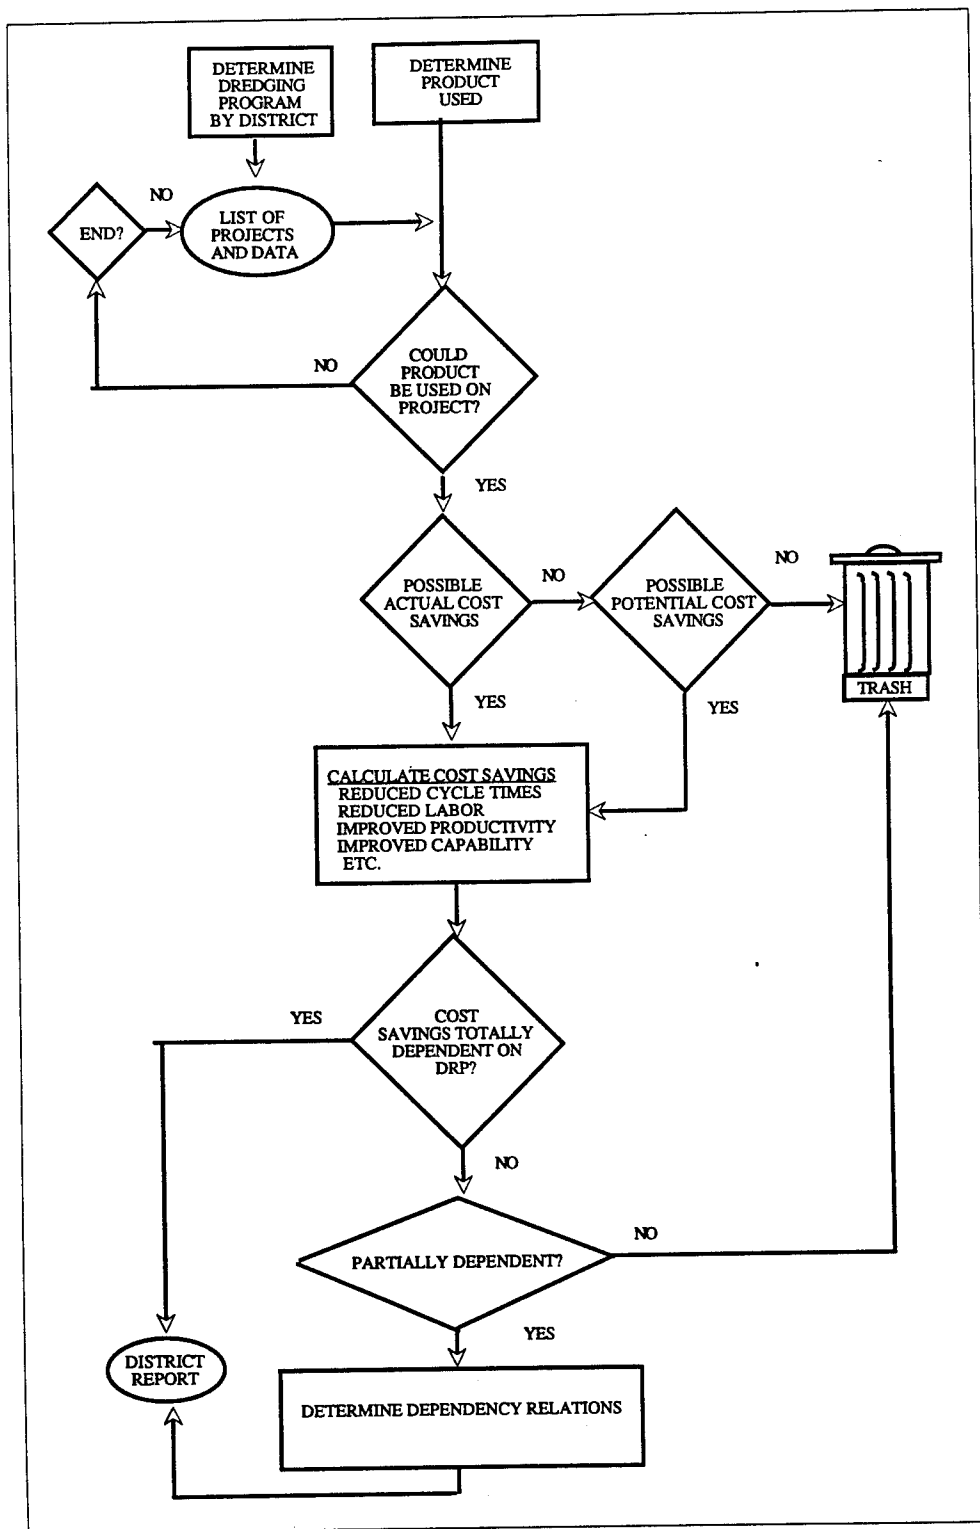 DETERMINE
DREDGING
PROGRAM
BY DISTRICT
DETERMINE
PRODUCT
USED
NO
END?
LIST OF
PROJECTS
AND DATA
NO
COULD
PRODUCT
BE USED ON
PROJECT?
YES
POSSIBLE
ACTUAL COST
SAVINGS
NO
POSSIBLE
POTENTIAL COST
SAVINGS
NO
TRASH
YES
YES
CALCULATE COST SAVINGS
REDUCED CYCLE TIMES
REDUCED LABOR
IMPROVED PRODUCTIVITY
IMPROVED CAPABILITY
ETC.
YES
COST
SAVINGS TOTALLY
DEPENDENT ON
DRP?
NO
PARTIALLY DEPENDENT?
NO
YES
DISTRICT
REPORT
DETERMINE DEPENDENCY RELATIONS